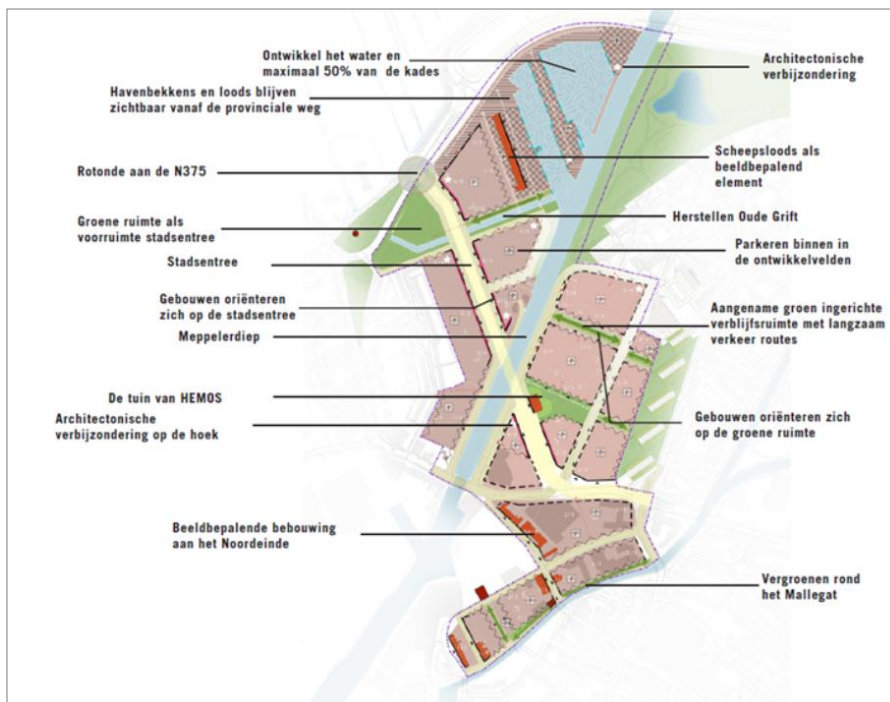 Ontwikkel het water en
maximaal 50% van de kades
Architectonische
verbijzondering
Havenbekkens en loods blijven
zichtbaar vanaf de provinciale weg
Scheepsloods als
beeldbepalend
element
Rotonde aan de N375
Herstellen Oude Grift
Groene ruimte als
voorruimte stadsentree
Parkeren binnen in
de ontwikkelvelden
Stadsentree
Gebouwen oriënteren
zich op de stadsentree
Aangename groen ingerichte
verblijfsruimte met langzaam
verkeer routes
Meppelerdiep
De tuin van HEMOS
Architectonische
verbijzondering op de hoek
Gebouwen oriënteren zich
op de groene ruimte
Beeldbepalende bebouwing
aan het Noordeinde
Vergroenen rond
het Mallegat